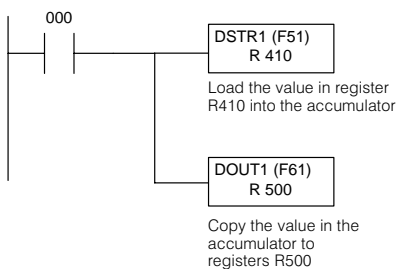 000
DSTR1 (F51)
R 410
Load the value in register
R410 into the accumulator
DOUT1 (F61)
R 500
Copy the value in the
accumulator to
registers R500